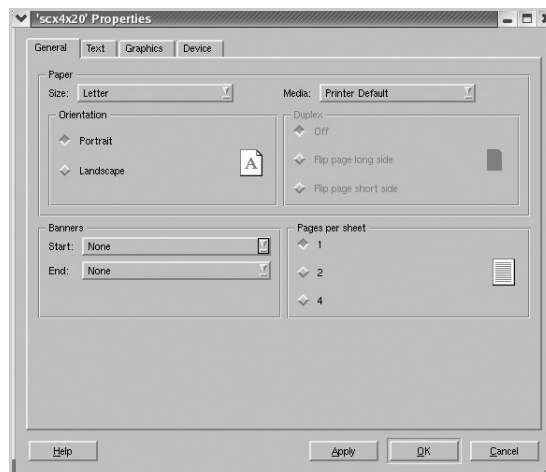 'scx4x20' Properties
General Text Graphics Device
Paper
Size: Letter
Media: Printer Default
Orientation
Portrait
Landscape
A
Duplex
Off
Flip page long side
Flip page short side
Banners
Start: None
End: None
Pages per sheet
1
2
4
Help Apply OK Cancel